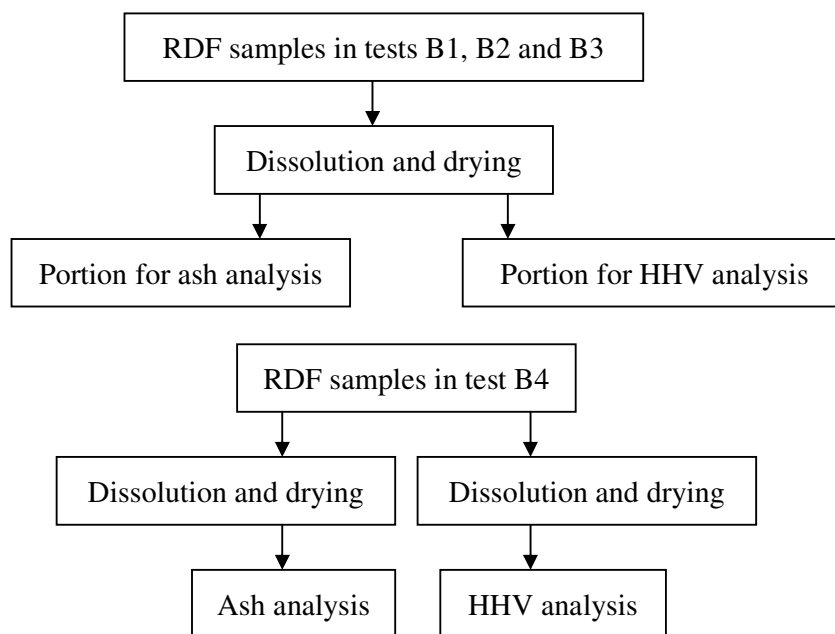 RDF samples in tests B1, B2 and B3
Dissolution and drying
Portion for ash analysis
Portion for HHV analysis
RDF samples in test B4
Dissolution and drying
Dissolution and drying
Ash analysis
HHV analysis